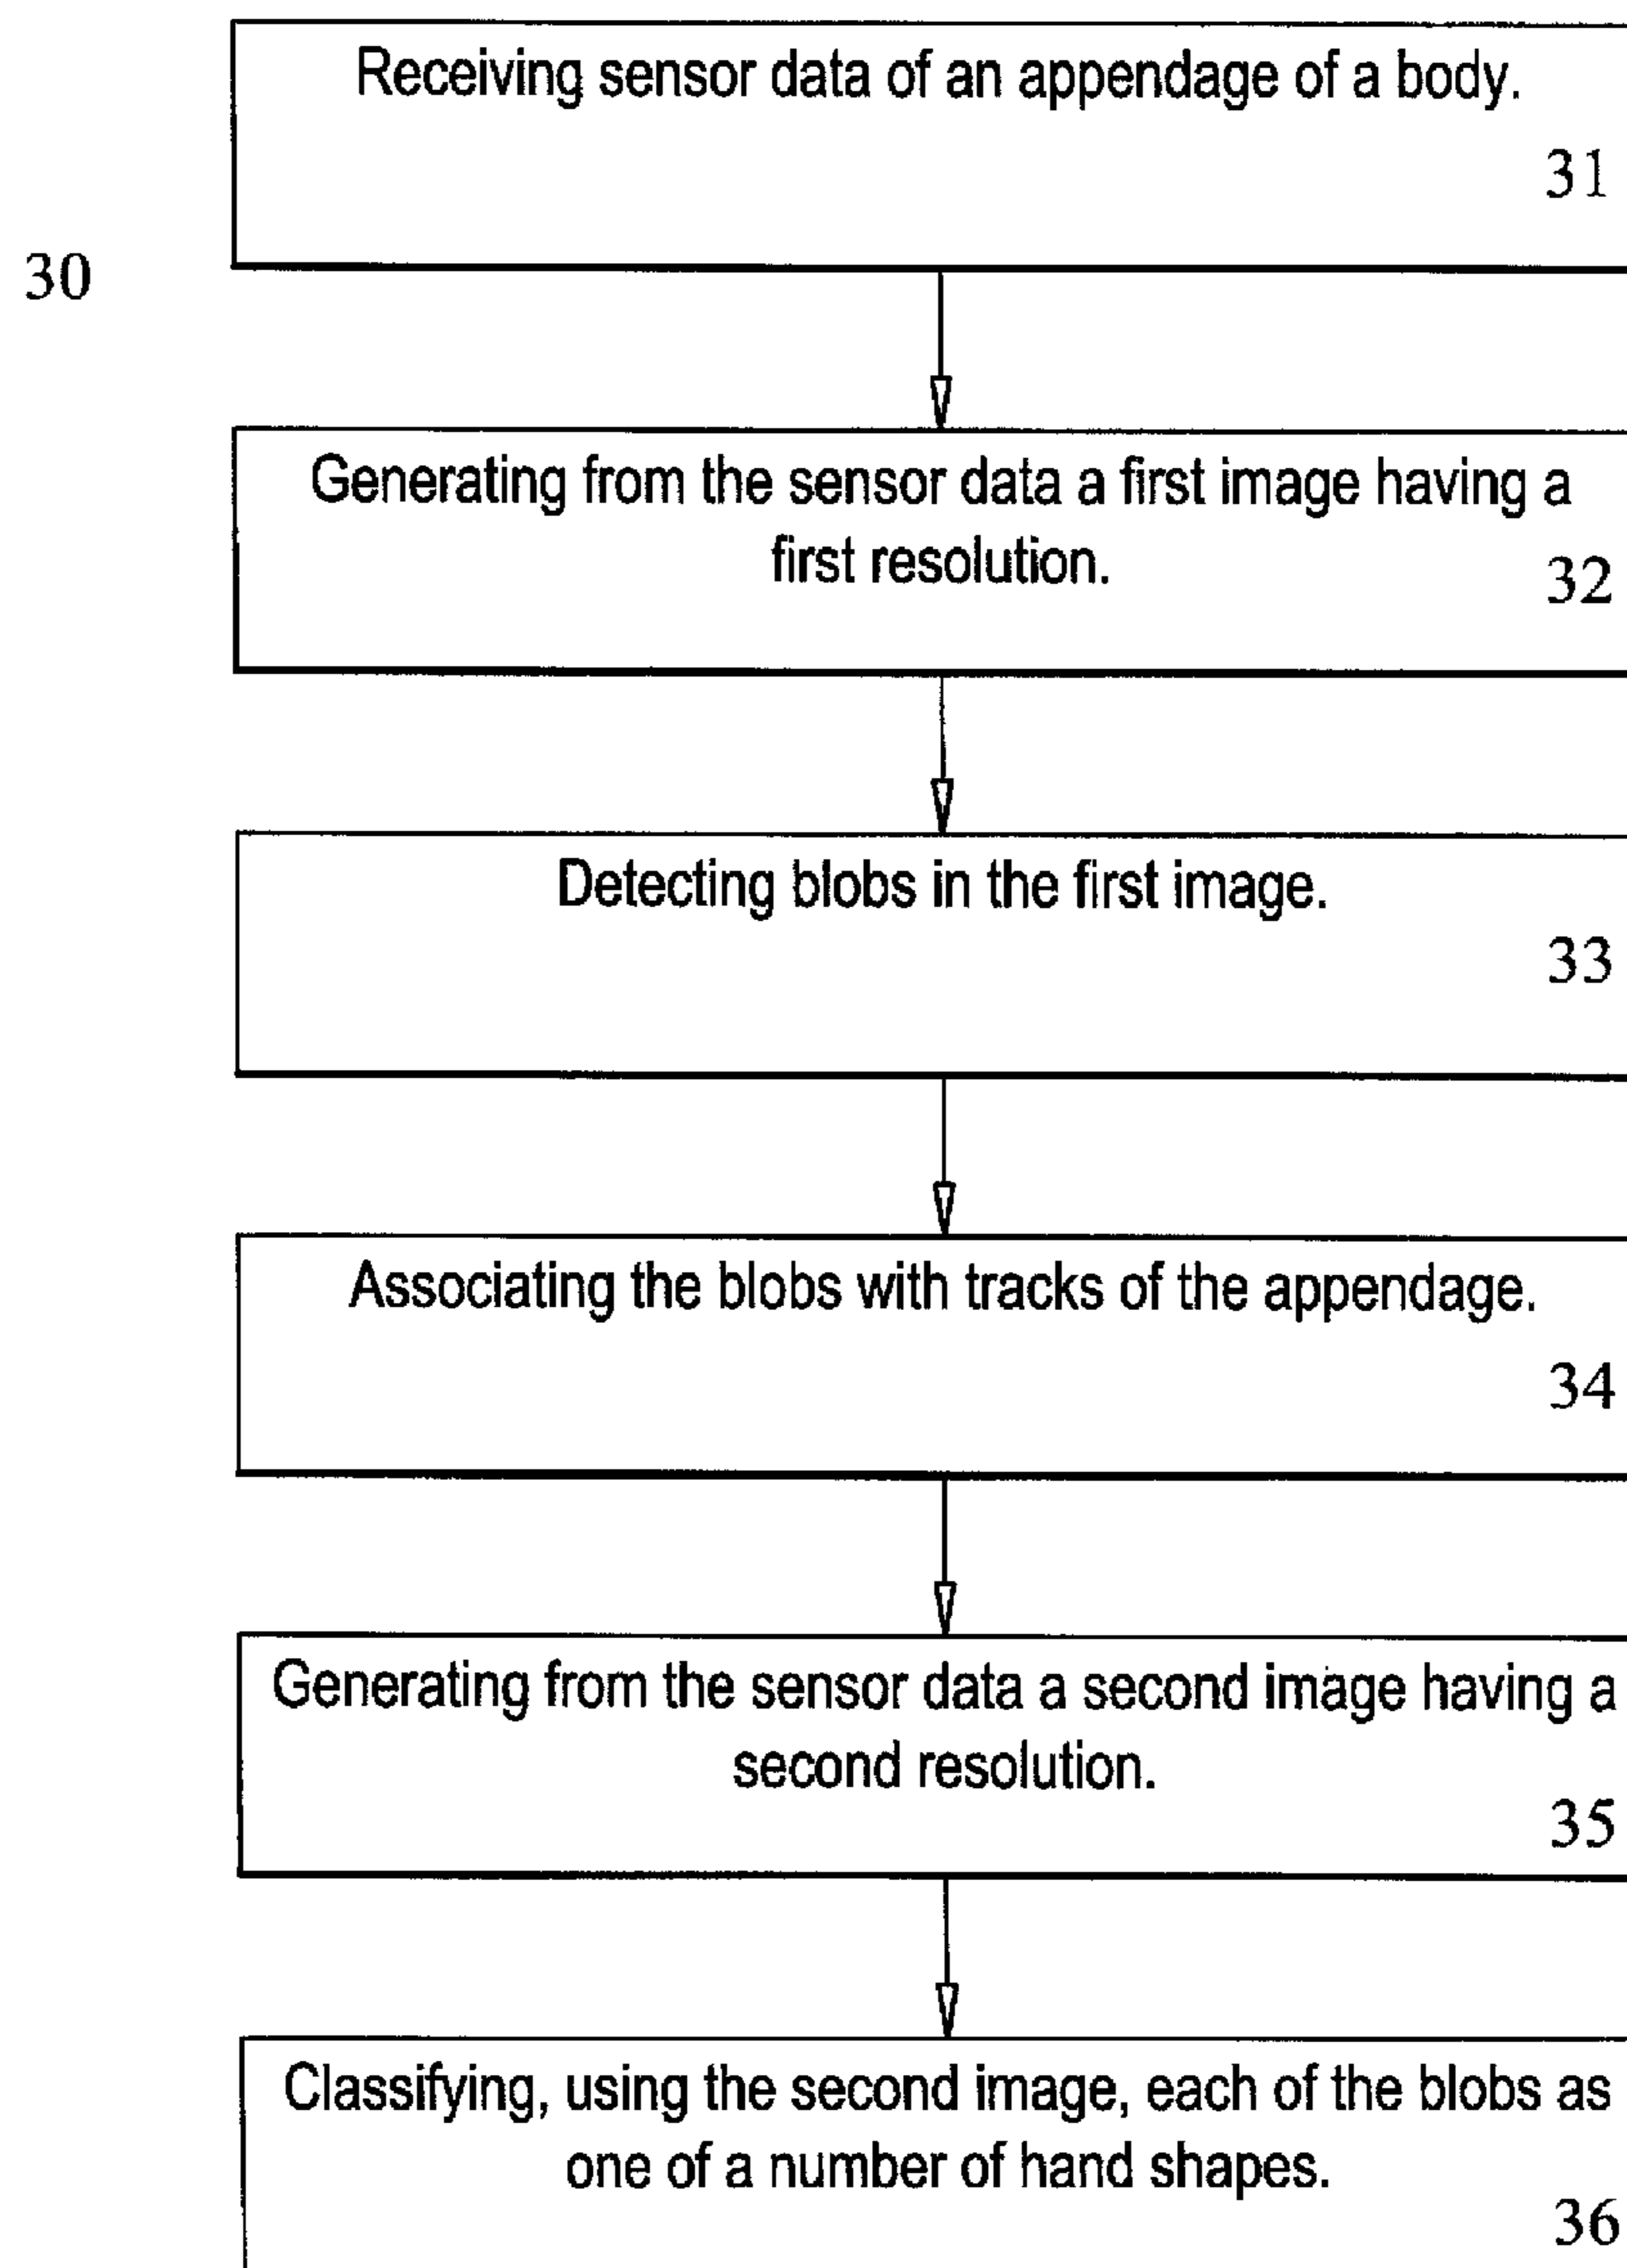 Receiving sensor data of an appendage of a body.
31
30
Generating from the sensor data a first image having a
first resolution.
32
Detecting blobs in the first image.
33
Associating the blobs with tracks of the appendage.
34
Generating from the sensor data a second image having a
second resolution.
35
Classifying, using the second image, each of the blobs as
one of a number of hand shapes.
36